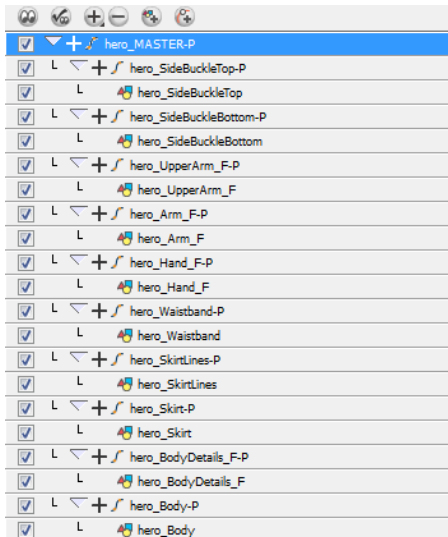 hero_MASTER-P
hero_SideBuckleTop-P
hero_SideBuckleTop
hero_SideBuckleBottom-P
hero_SideBuckleBottom
hero_UpperArm_F-P
hero_UpperArm_F
hero_Arm_F-P
hero_Arm_F
hero_Hand_F-P
hero_Hand_F
hero_Waistband-P
hero_Waistband
hero_SkirtLines-P
hero_SkirtLines
hero_Skirt-P
hero_Skirt
hero_BodyDetails_F-P
hero_BodyDetails_F
hero_Body-P
hero_Body